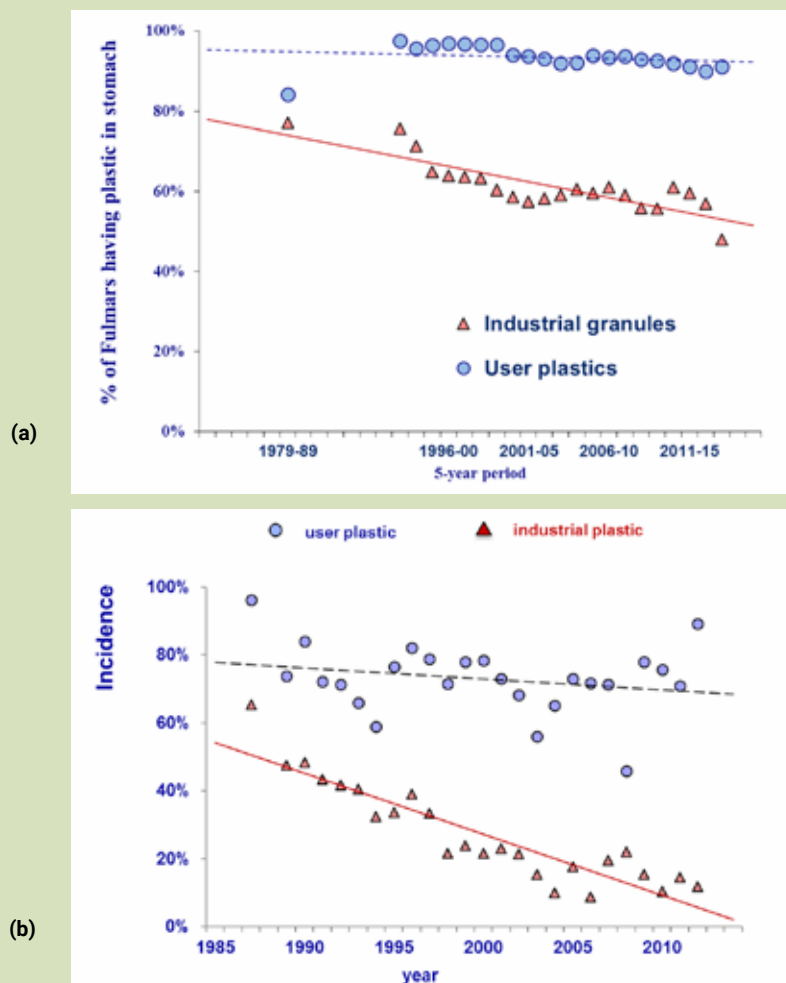 % of Fulmars having plastic in stomach
100%
80%
60%
40%
20%
0%
Industrial granules
User plastics
1979-89 1996-00 2001-05 2006-10 2011-15
5-year period
(a)
user plastic industrial plastic
Incidence
100%
80%
60%
40%
20%
0%
1985 1990 1995 2000 2005 2010
year
(b)